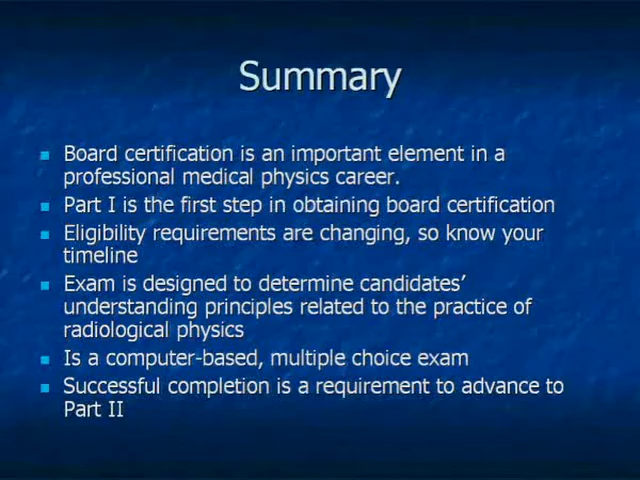 Summary
Board certification is an important element in a
professional medical physics career.
Part I is the first step in obtaining board certification
Eligibility requirements are changing, so know your
timeline
Exam is designed to determine candidates’
understanding principles related to the practice of
radiological physics
Is a computer-based, multiple choice exam
Successful completion is a requirement to advance to
Part II